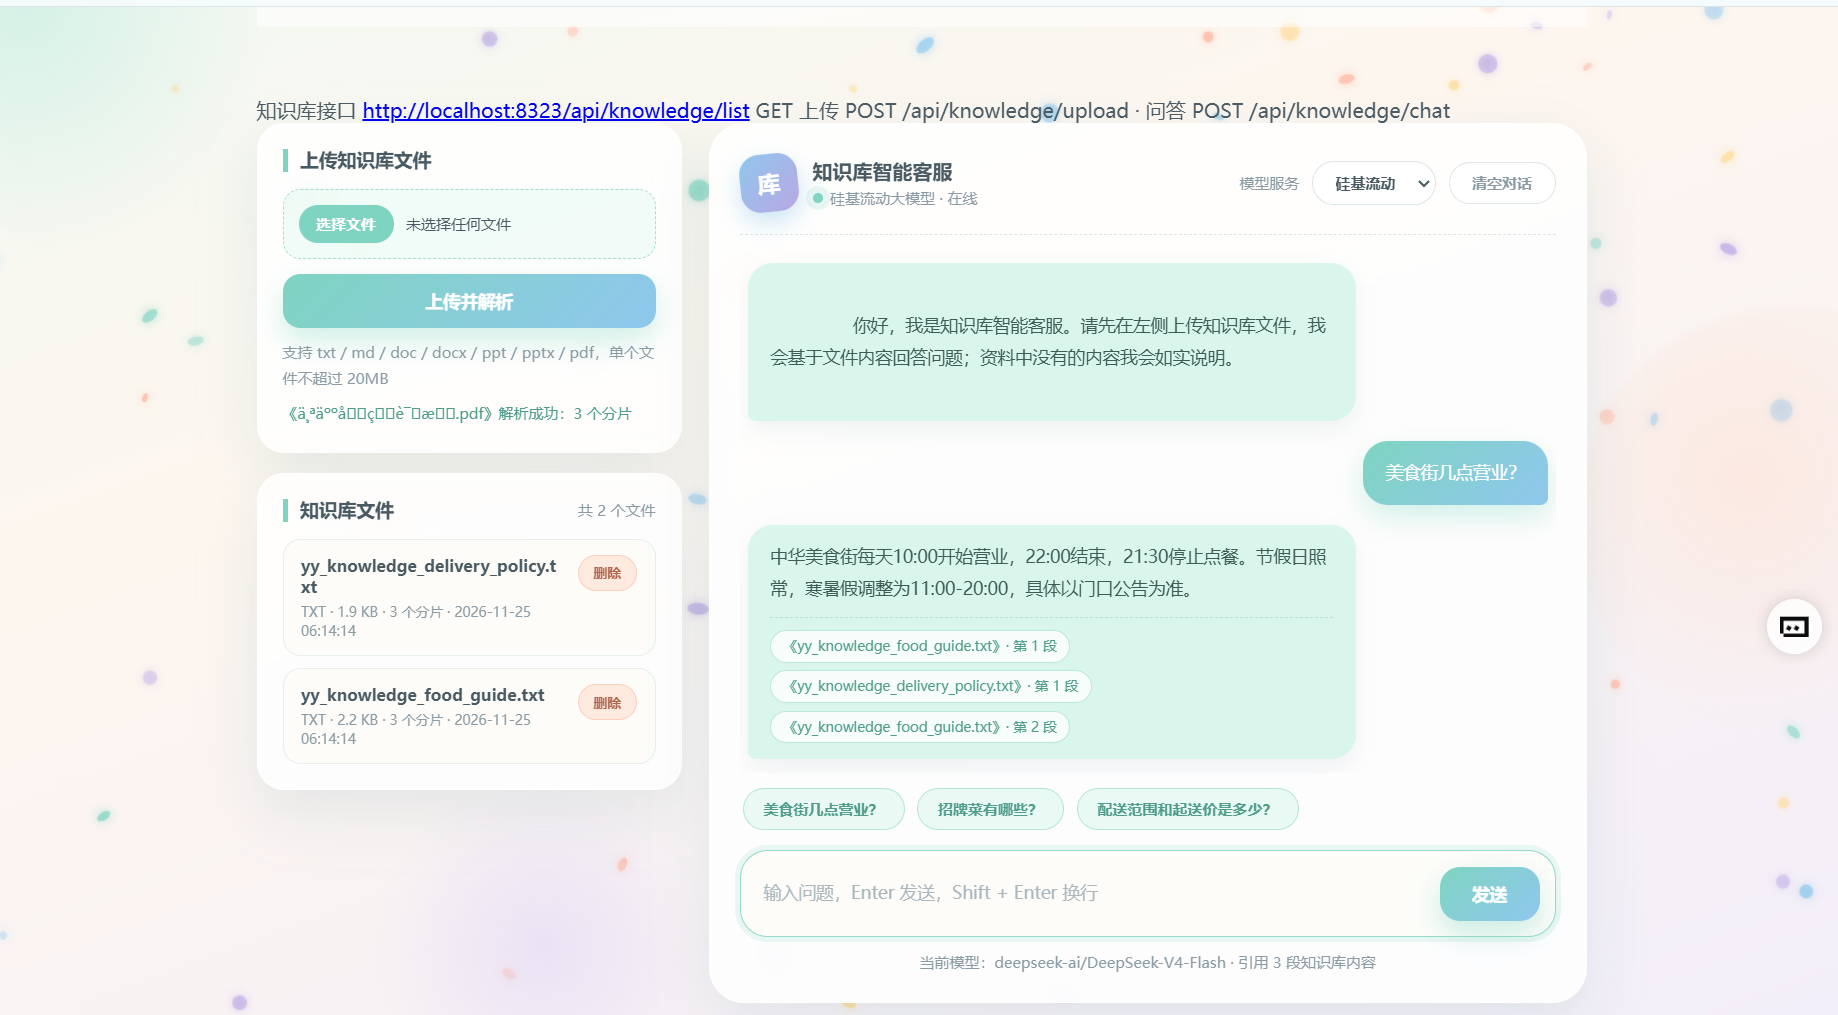 知识库接口 http://localhost:8323/api/knowledge/list GET 上传 POST /api/knowledge/upload · 问答 POST /api/knowledge/chat
上传知识库文件
选择文件 未选择任何文件
上传并解析
支持 txt / md / doc / docx / ppt / pptx / pdf，单个文
件不超过 20MB
.pdf》解析成功：3 个分片
知识库文件 共 2 个文件
yy_knowledge_delivery_policy.t
xt
删除
TXT · 1.9 KB · 3 个分片 · 2026-11-25
06:14:14
yy_knowledge_food_guide.txt
删除
TXT · 2.2 KB · 3 个分片 · 2026-11-25
06:14:14
库
知识库智能客服
硅基流动大模型 · 在线
模型服务 硅基流动 清空对话
你好，我是知识库智能客服。请先在左侧上传知识库文件，我
会基于文件内容回答问题；资料中没有的内容我会如实说明。
美食街几点营业？
中华美食街每天10:00开始营业，22:00结束，21:30停止点餐。节假日照
常，寒暑假调整为11:00-20:00，具体以门口公告为准。
《yy_knowledge_food_guide.txt》· 第 1 段
《yy_knowledge_delivery_policy.txt》· 第 1 段
《yy_knowledge_food_guide.txt》· 第 2 段
美食街几点营业？ 招牌菜有哪些？ 配送范围和起送价是多少？
输入问题，Enter 发送，Shift + Enter 换行
发送
当前模型：deepseek-ai/DeepSeek-V4-Flash · 引用 3 段知识库内容